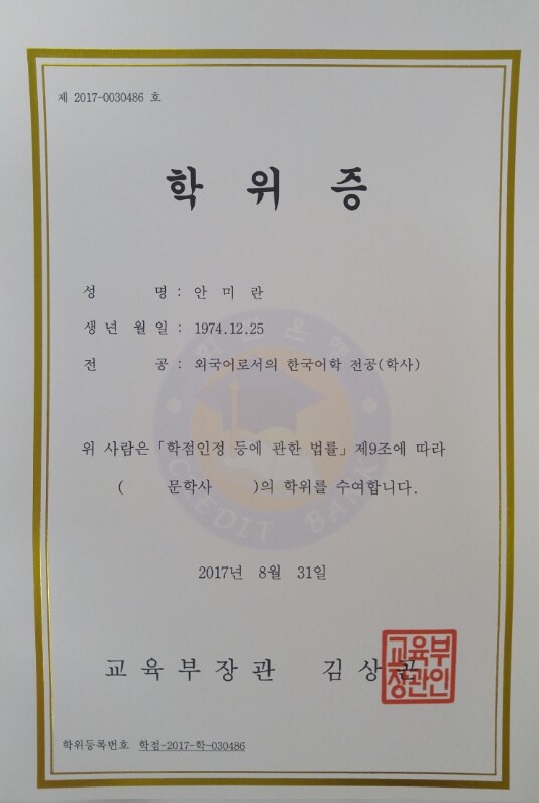 제 2017-0030486 호
학 위 증
성 명 : 안 미 란
생 년 월 일 : 1974.12.25
전 공 : 외국어로서의 한국어학 전공(학사)
위 사람은 「학점인정 등에 관한 법률」 제9조에 따라
( 문학사 )의 학위를 수여합니다.
CREDIT BANK
2017년 8월 31일
교 육 부 장 관 김 상 곤
교육부
장관인
학위등록번호 학점-2017-학-030486